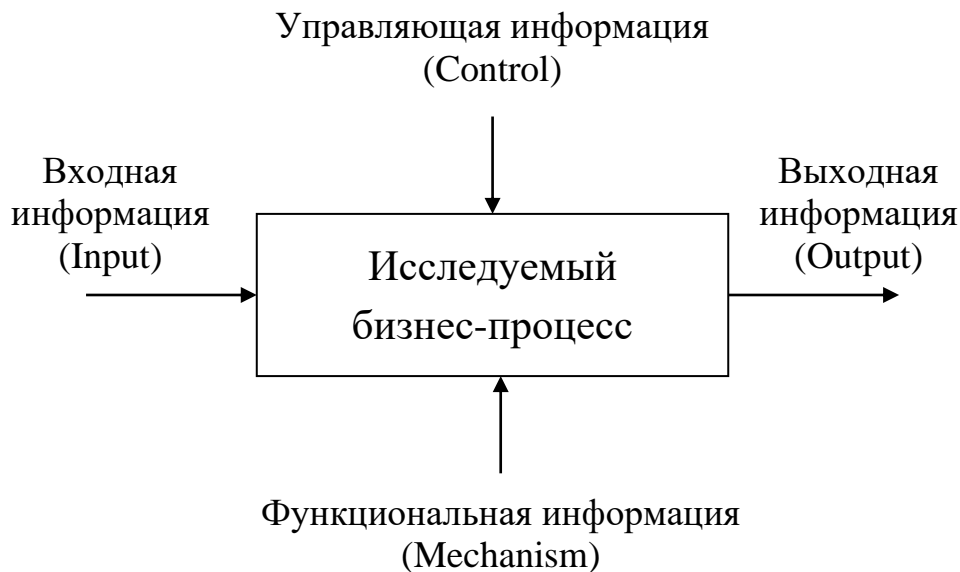 Управляющая информация
(Control)
Входная
информация
(Input)
Исследуемый
бизнес-процесс
Выходная
информация
(Output)
Функциональная информация
(Mechanism)